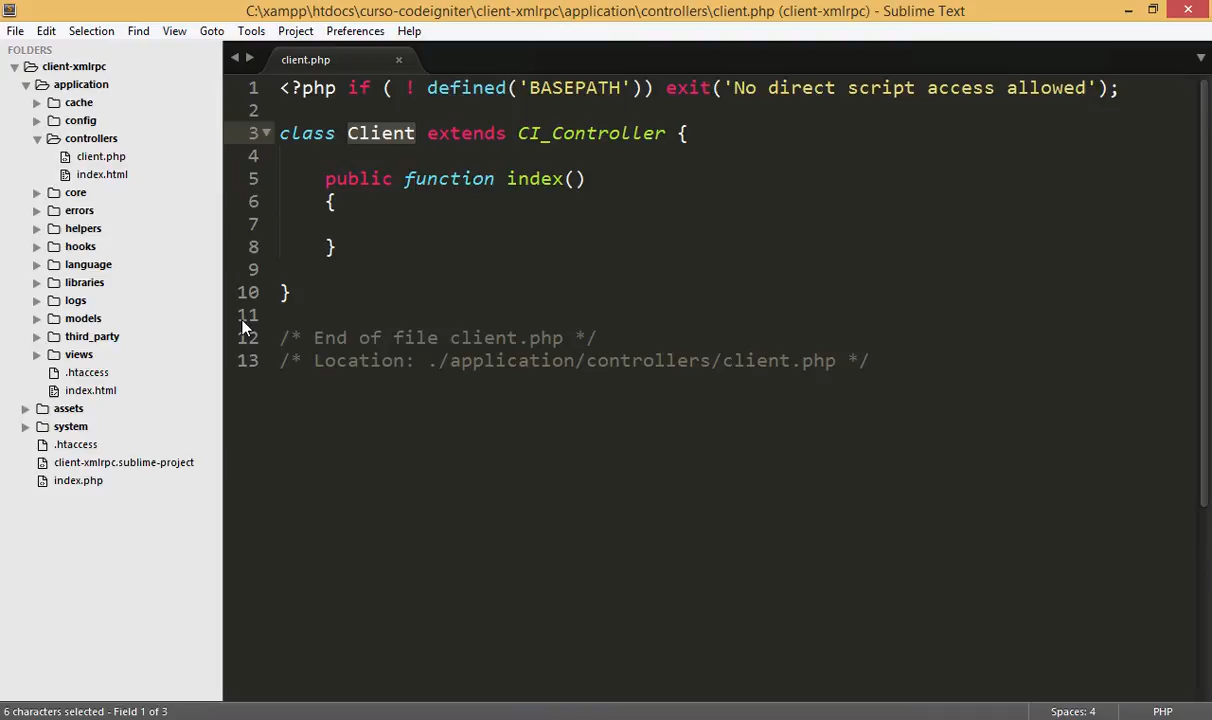 C:\xampp\htdocs\curso-codeigniter\client-xmlrpc\application\controllers\client.php (client-xmlrpc) - Sublime Text
File Edit Selection Find View Goto Tools Project Preferences Help
FOLDERS
client-xmlrpc
application
cache
config
controllers
client.php
index.html
core
errors
helpers
hooks
language
libraries
logs
models
third_party
views
.htaccess
index.html
assets
system
.htaccess
client-xmlrpc.sublime-project
index.php
client.php
1 <?php if ( ! defined('BASEPATH')) exit('No direct script access allowed');
2
3 class Client extends CI_Controller {
4
5 public function index()
6 {
7
8 }
9
10 }
11
12 /* End of file client.php */
13 /* Location: ./application/controllers/client.php */
6 characters selected - Field 1 of 3
Spaces: 4
PHP